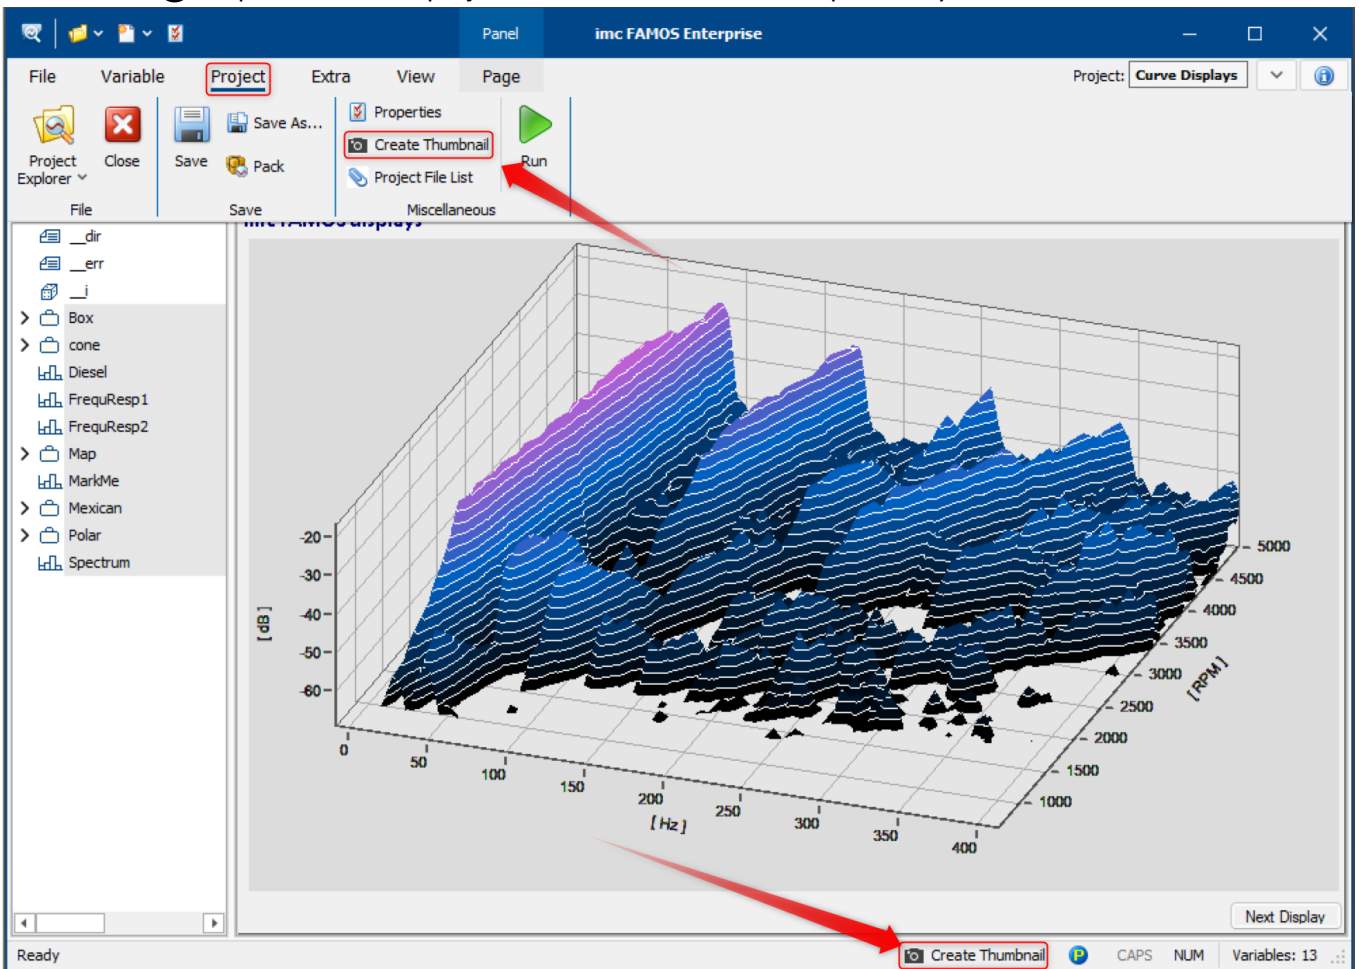 Panel
imc FAMOS Enterprise
File Variable Project Extra View Page
Project: Curve Displays
Project Explorer
Close
Save
Save As...
Pack
Properties
Create Thumbnail
Project File List
Run
File Save Miscellaneous
imc FAMOS displays
__dir
__err
__i
Box
cone
Diesel
FrequResp1
FrequResp2
Map
MarkMe
Mexican
Polar
Spectrum
-20
-30
-40
-50
-60
[dB]
0
50
100
150
200
250
300
350
400
[Hz]
5000
4500
4000
3500
3000
2500
2000
1500
1000
[RPM]
Next Display
Ready
Create Thumbnail
P
CAPS
NUM
Variables: 13